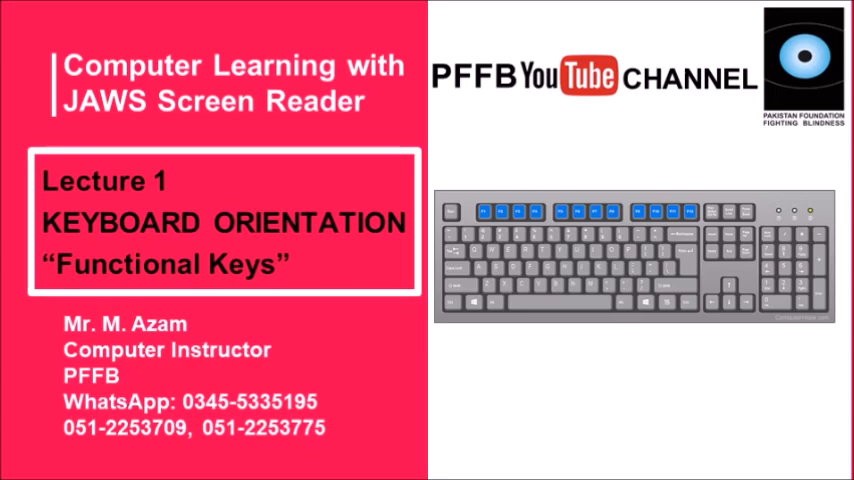 Computer Learning with
JAWS Screen Reader
Lecture 1
KEYBOARD ORIENTATION
“Functional Keys”
Mr. M. Azam
Computer Instructor
PFFB
WhatsApp: 0345-5335195
051-2253709, 051-2253775
PFFB YouTube CHANNEL
PAKISTAN FOUNDATION
FIGHTING BLINDNESS